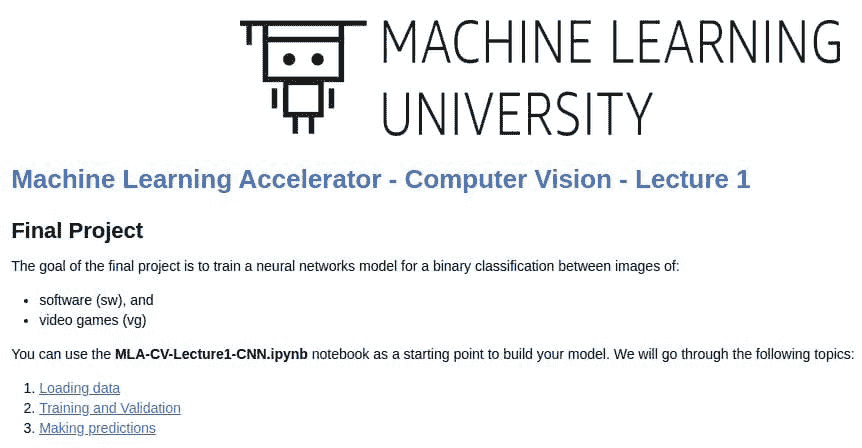 MACHINE LEARNING
UNIVERSITY
Machine Learning Accelerator - Computer Vision - Lecture 1
Final Project
The goal of the final project is to train a neural networks model for a binary classification between images of:
• software (sw), and
• video games (vg)
You can use the MLA-CV-Lecture1-CNN.ipynb notebook as a starting point to build your model. We will go through the following topics:
1. Loading data
2. Training and Validation
3. Making predictions